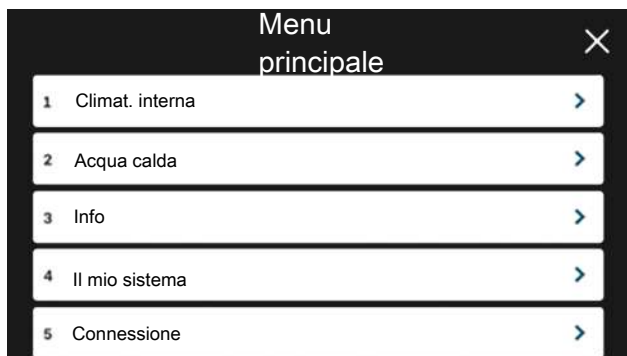 Menu
principale
1 Climat. interna
2 Acqua calda
3 Info
4 Il mio sistema
5 Connessione